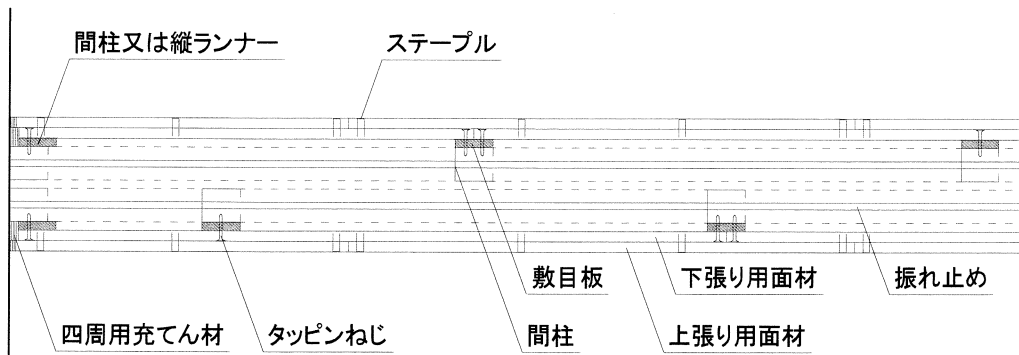 間柱又は縦ランナー
ステープル
敷目板
下張り用面材
振れ止め
四周用充てん材
タッピンねじ
間柱
上張り用面材